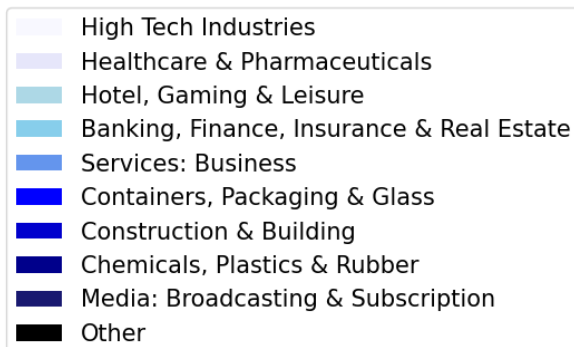 High Tech Industries
Healthcare & Pharmaceuticals
Hotel, Gaming & Leisure
Banking, Finance, Insurance & Real Estate
Services: Business
Containers, Packaging & Glass
Construction & Building
Chemicals, Plastics & Rubber
Media: Broadcasting & Subscription
Other